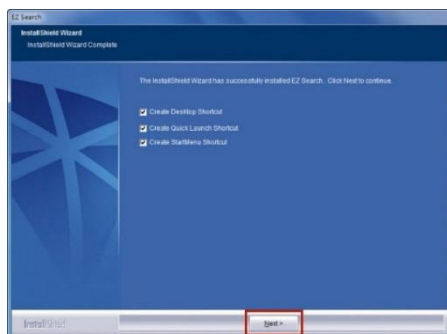 EZ Search
InstallShield Wizard
InstallShield Wizard Complete
The InstallShield Wizard has successfully installed EZ Search. Click Next to continue.
Create Desktop Shortcut
Create Quick Launch Shortcut
Create StartMenu Shortcut
InstallShield
Next >